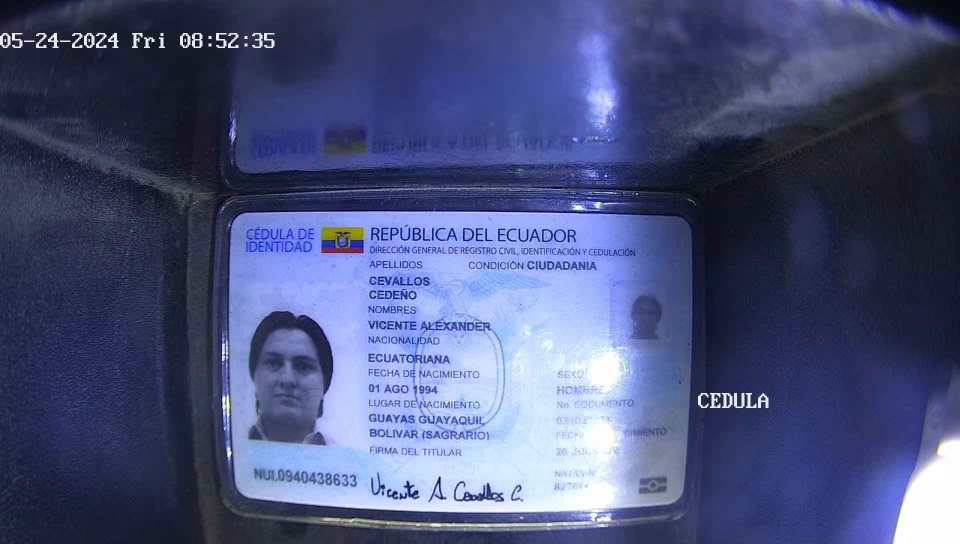 05-24-2024 Fri 08:52:35
CÉDULA DE
IDENTIDAD
REPÚBLICA DEL ECUADOR
DIRECCIÓN GENERAL DE REGISTRO CIVIL, IDENTIFICACIÓN Y CEDULACIÓN
APELLIDOS
CONDICIÓN CIUDADANIA
CEVALLOS
CEDEÑO
NOMBRES
VICENTE ALEXANDER
NACIONALIDAD
ECUATORIANA
FECHA DE NACIMIENTO
01 AGO 1994
LUGAR DE NACIMIENTO
GUAYAS GUAYAQUIL
BOLIVAR (SAGRARIO)
FIRMA DEL TITULAR
SEXO
HOMBRE
No. DOCUMENTO
NUI.0940438633
Vicente A. Cevallos C.
CEDULA